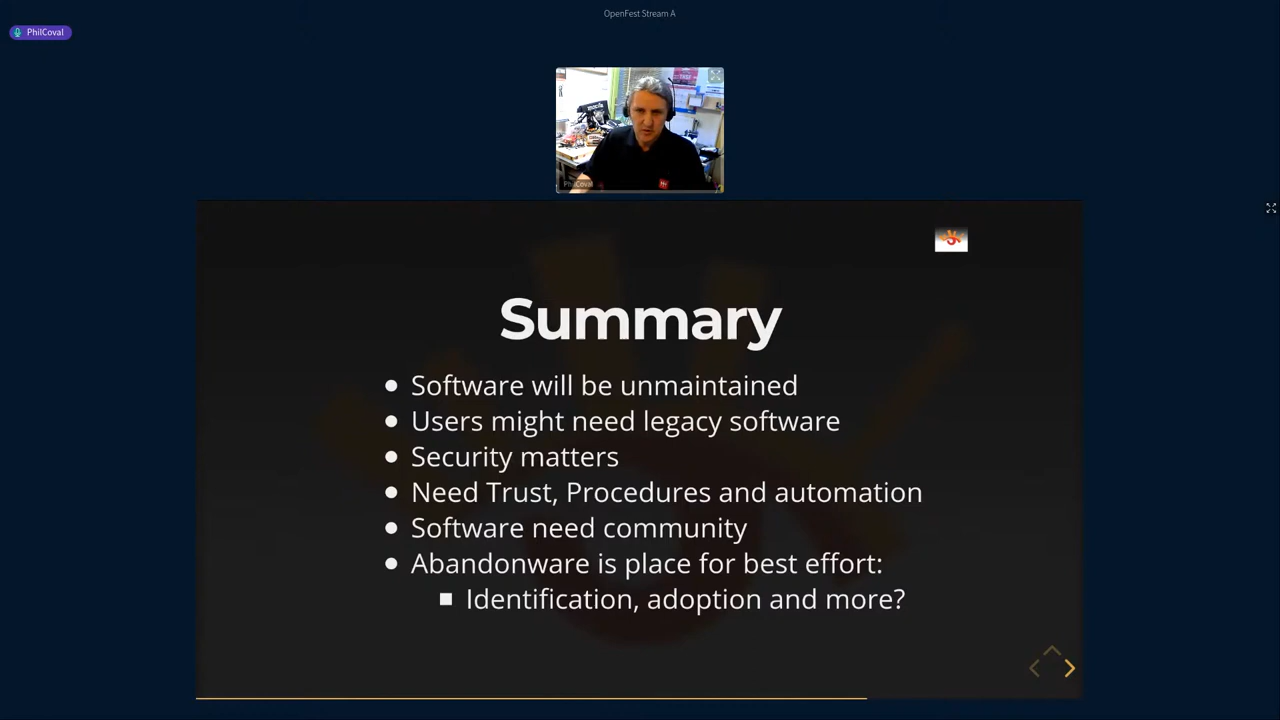 OpenFest Stream A
PhilCoval
PhilCoval
Summary
Software will be unmaintained
Users might need legacy software
Security matters
Need Trust, Procedures and automation
Software need community
Abandonware is place for best effort:
Identification, adoption and more?